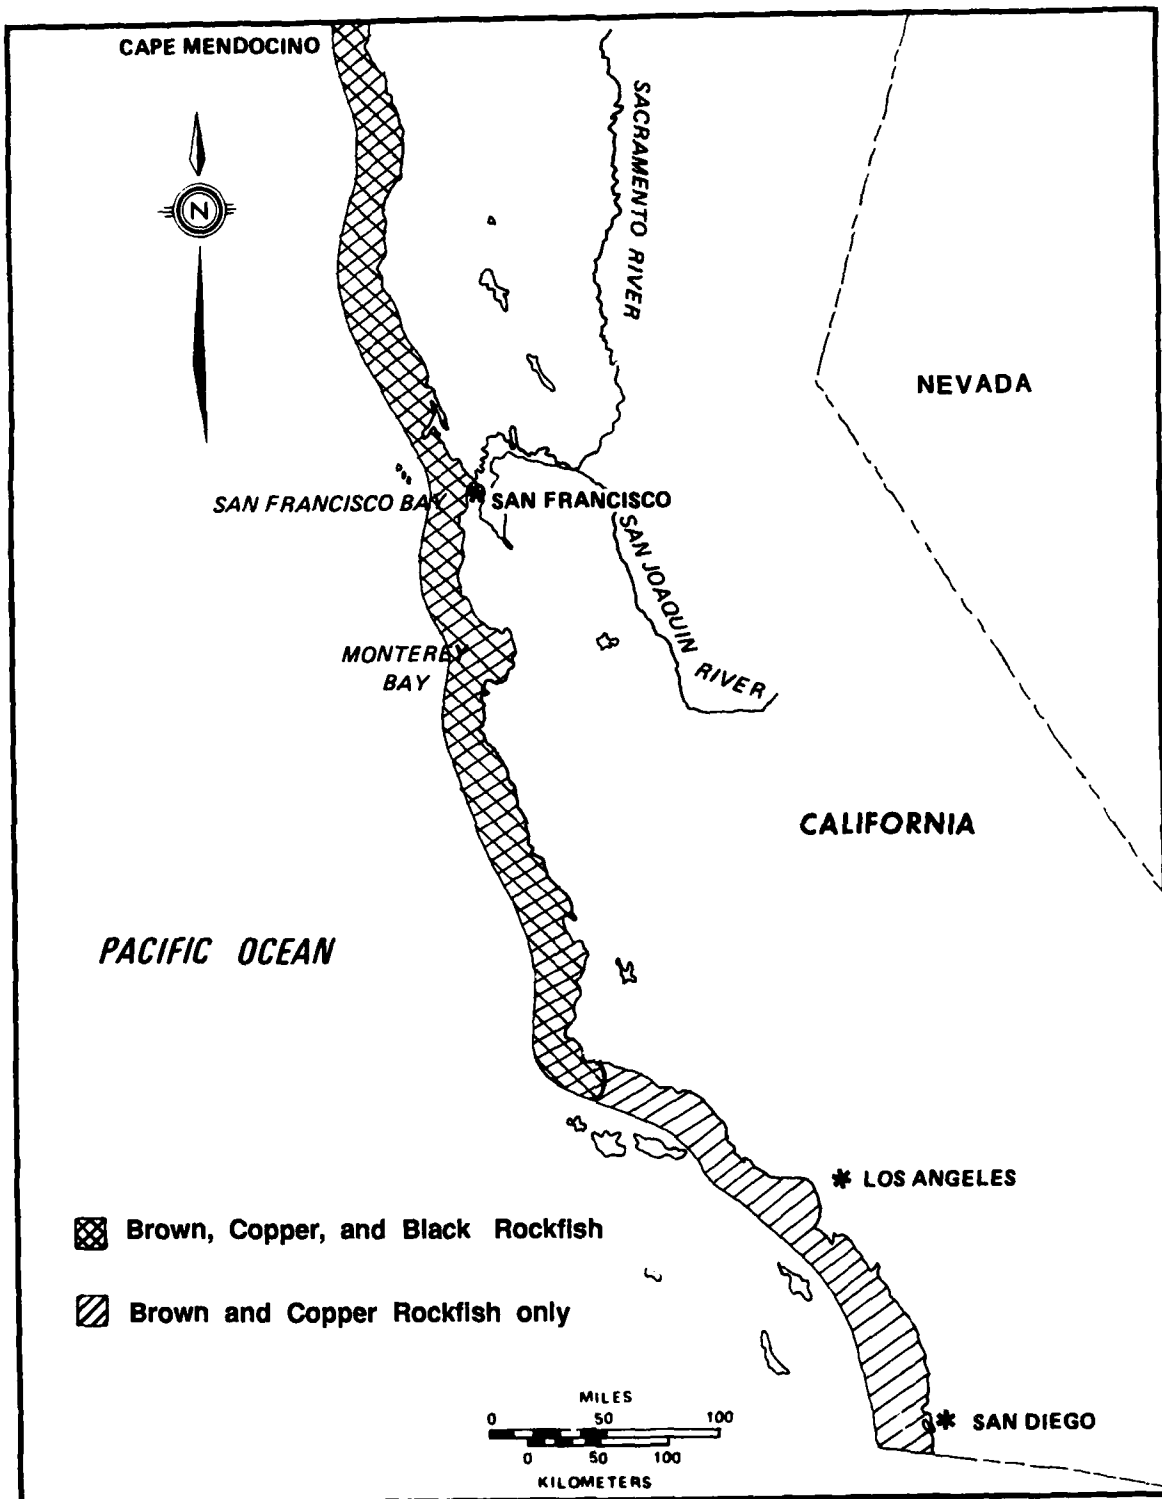 CAPE MENDOCINO
N
SACRAMENTO RIVER
NEVADA
SAN FRANCISCO BAY
SAN FRANCISCO
SAN JOAQUIN RIVER
MONTEREY
BAY
CALIFORNIA
PACIFIC OCEAN
LOS ANGELES
Brown, Copper, and Black Rockfish
Brown and Copper Rockfish only
MILES
0 50 100
0 50 100
KILOMETERS
SAN DIEGO